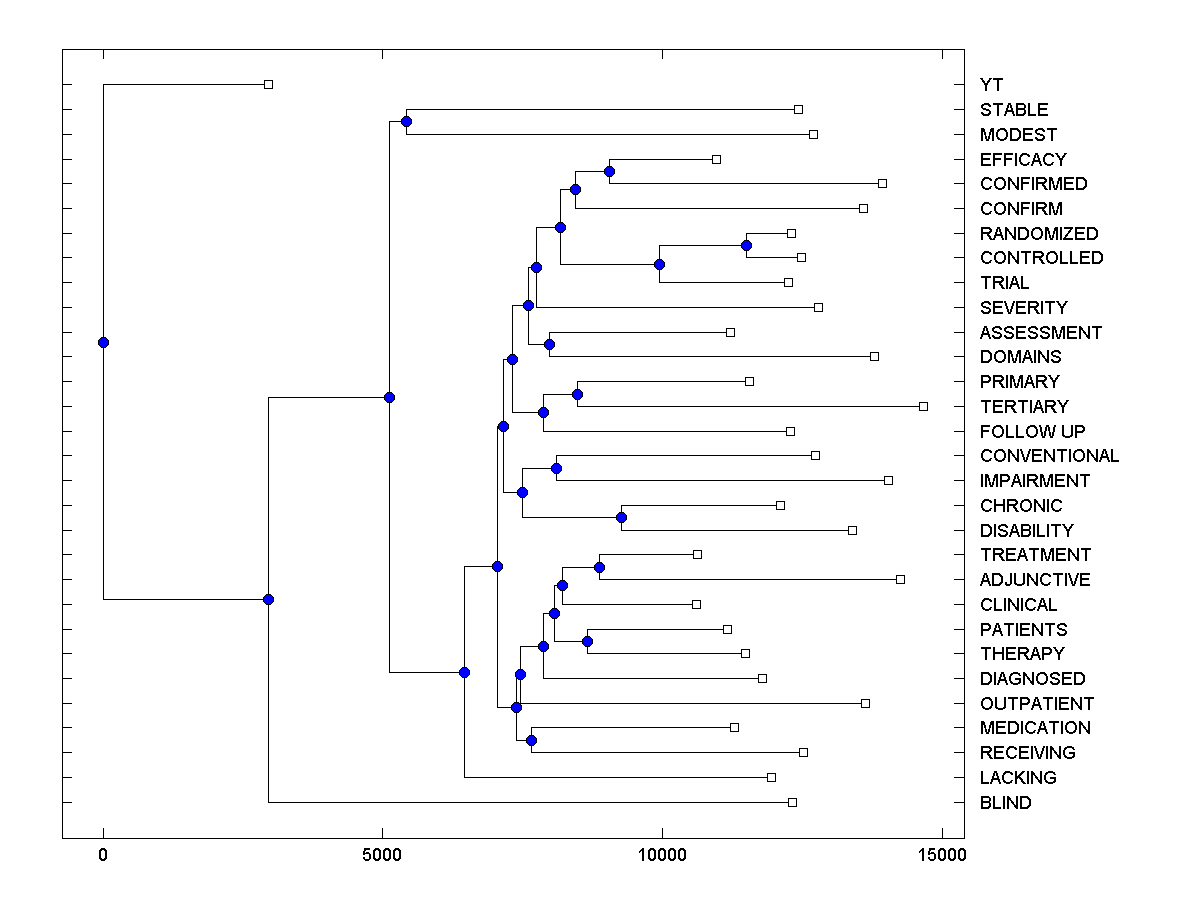 YT
STABLE
MODEST
EFFICACY
CONFIRMED
CONFIRM
RANDOMIZED
CONTROLLED
TRIAL
SEVERITY
ASSESSMENT
DOMAINS
PRIMARY
TERTIARY
FOLLOW UP
CONVENTIONAL
IMPAIRMENT
CHRONIC
DISABILITY
TREATMENT
ADJUNCTIVE
CLINICAL
PATIENTS
THERAPY
DIAGNOSED
OUTPATIENT
MEDICATION
RECEIVING
LACKING
BLIND
0 5000 10000 15000